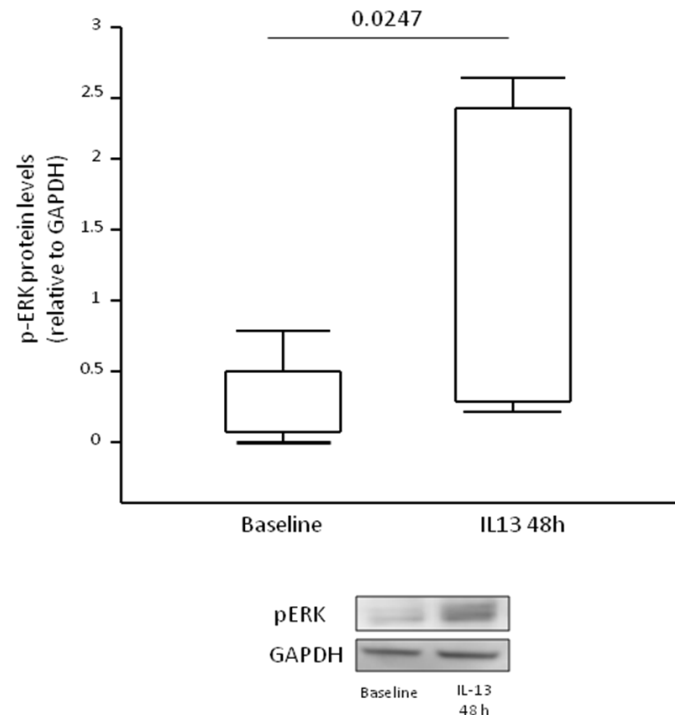 0.0247
3
2.5
2
1.5
1
0.5
0
p-ERK protein levels
(relative to GAPDH)
Baseline
IL13 48h
pERK
GAPDH
Baseline
IL-13
48 h